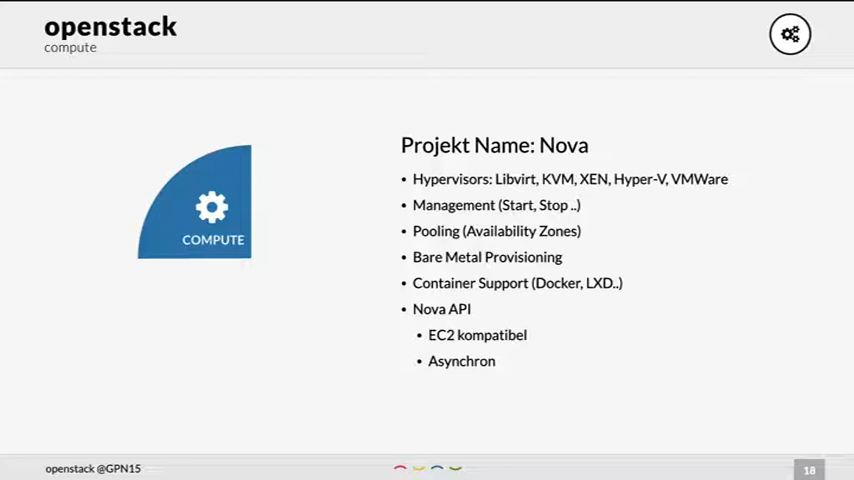 openstack
compute
COMPUTE
Projekt Name: Nova
• Hypervisors: Libvirt, KVM, XEN, Hyper-V, VMWare
• Management (Start, Stop ..)
• Pooling (Availability Zones)
• Bare Metal Provisioning
• Container Support (Docker, LXD..)
• Nova API
• EC2 kompatibel
• Asynchron
openstack @GPN15
18